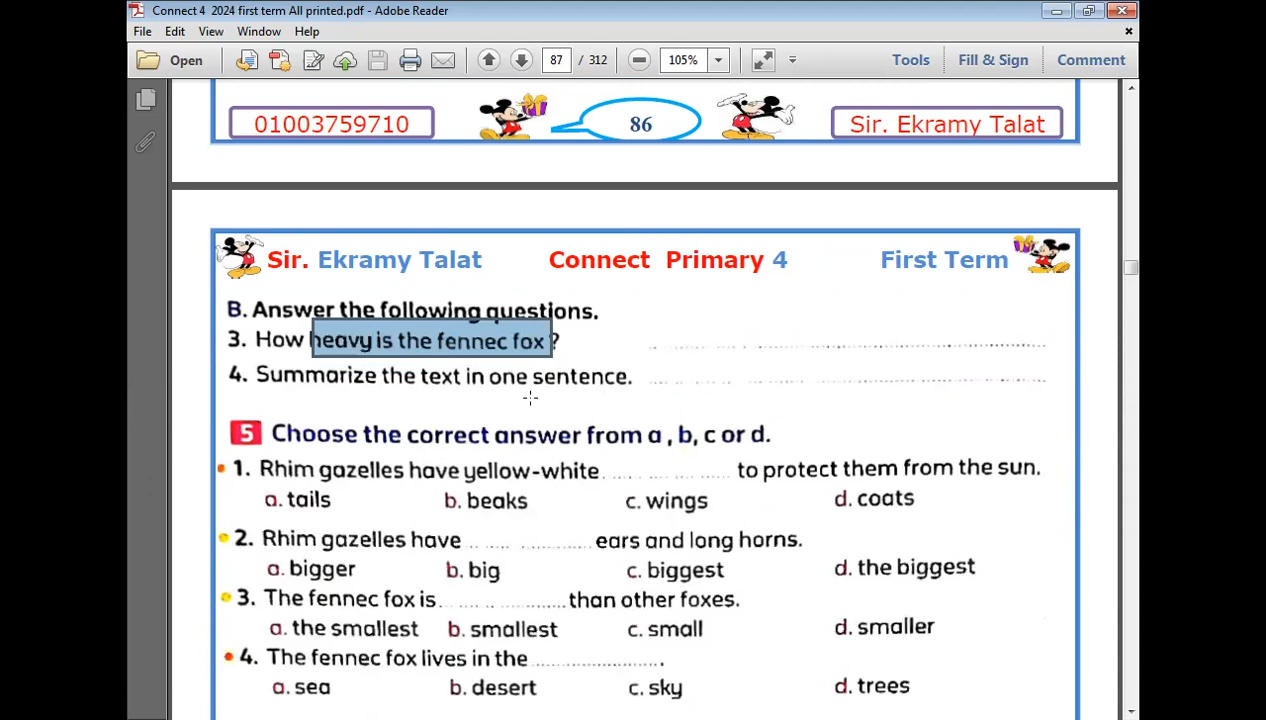 Connect 4 2024 first term All printed.pdf - Adobe Reader
File Edit View Window Help
Open 87 / 312 105% Tools Fill & Sign Comment
01003759710 86 Sir. Ekramy Talat
Sir. Ekramy Talat Connect Primary 4 First Term
B. Answer the following questions.
3. How heavy is the fennec fox ?
4. Summarize the text in one sentence.
5 Choose the correct answer from a , b, c or d.
1. Rhim gazelles have yellow-white to protect them from the sun.
a. tails b. beaks c. wings d. coats
2. Rhim gazelles have ears and long horns.
a. bigger b. big c. biggest d. the biggest
3. The fennec fox is than other foxes.
a. the smallest b. smallest c. small d. smaller
4. The fennec fox lives in the .
a. sea b. desert c. sky d. trees